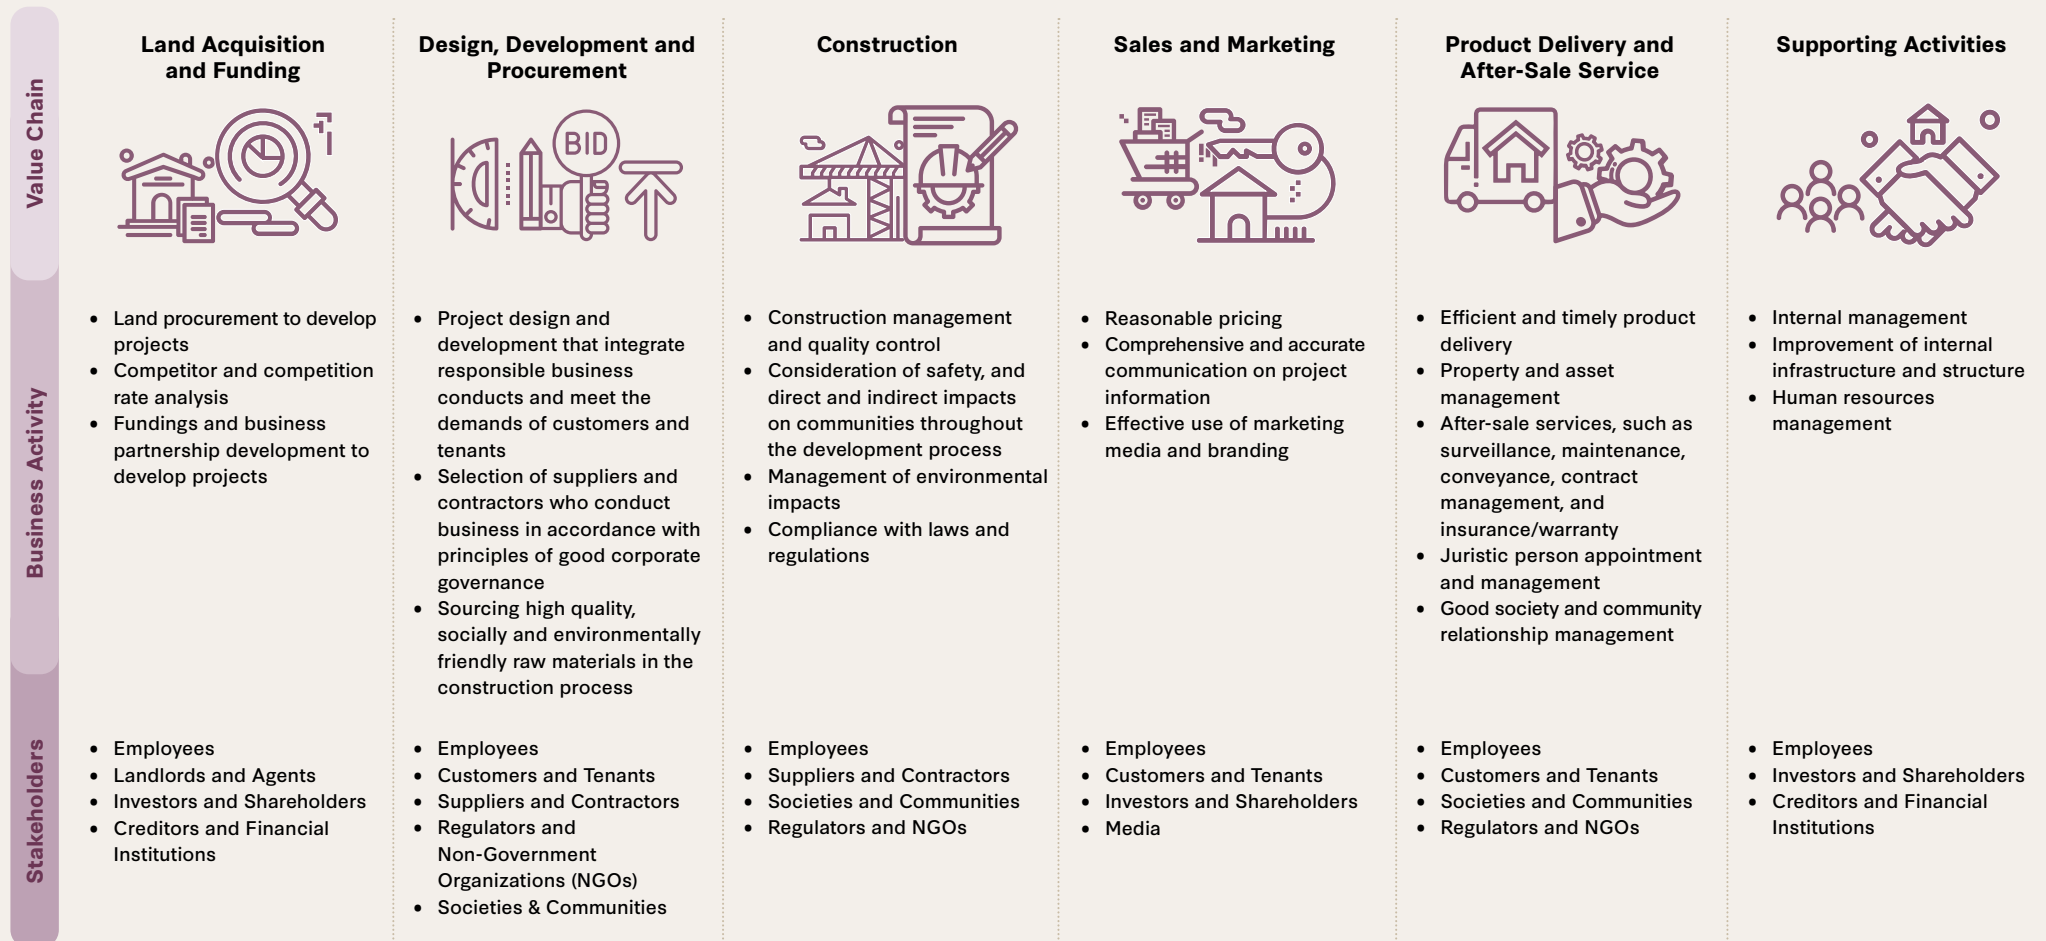 Value Chain
Land Acquisition
and Funding
Design, Development and
Procurement
BID
Construction
Sales and Marketing
Product Delivery and
After-Sale Service
Supporting Activities
Business Activity
• Land procurement to develop
projects
• Competitor and competition
rate analysis
• Fundings and business
partnership development to
develop projects
• Project design and
development that integrate
responsible business
conducts and meet the
demands of customers and
tenants
• Selection of suppliers and
contractors who conduct
business in accordance with
principles of good corporate
governance
• Sourcing high quality,
socially and environmentally
friendly raw materials in the
construction process
• Construction management
and quality control
• Consideration of safety, and
direct and indirect impacts
on communities throughout
the development process
• Management of environmental
impacts
• Compliance with laws and
regulations
• Reasonable pricing
• Comprehensive and accurate
communication on project
information
• Effective use of marketing
media and branding
• Efficient and timely product
delivery
• Property and asset
management
• After-sale services, such as
surveillance, maintenance,
conveyance, contract
management, and
insurance/warranty
• Juristic person appointment
and management
• Good society and community
relationship management
• Internal management
• Improvement of internal
infrastructure and structure
• Human resources
management
Stakeholders
• Employees
• Landlords and Agents
• Investors and Shareholders
• Creditors and Financial
Institutions
• Employees
• Customers and Tenants
• Suppliers and Contractors
• Regulators and
Non-Government
Organizations (NGOs)
• Societies & Communities
• Employees
• Suppliers and Contractors
• Societies and Communities
• Regulators and NGOs
• Employees
• Customers and Tenants
• Investors and Shareholders
• Media
• Employees
• Customers and Tenants
• Societies and Communities
• Regulators and NGOs
• Employees
• Investors and Shareholders
• Creditors and Financial
Institutions